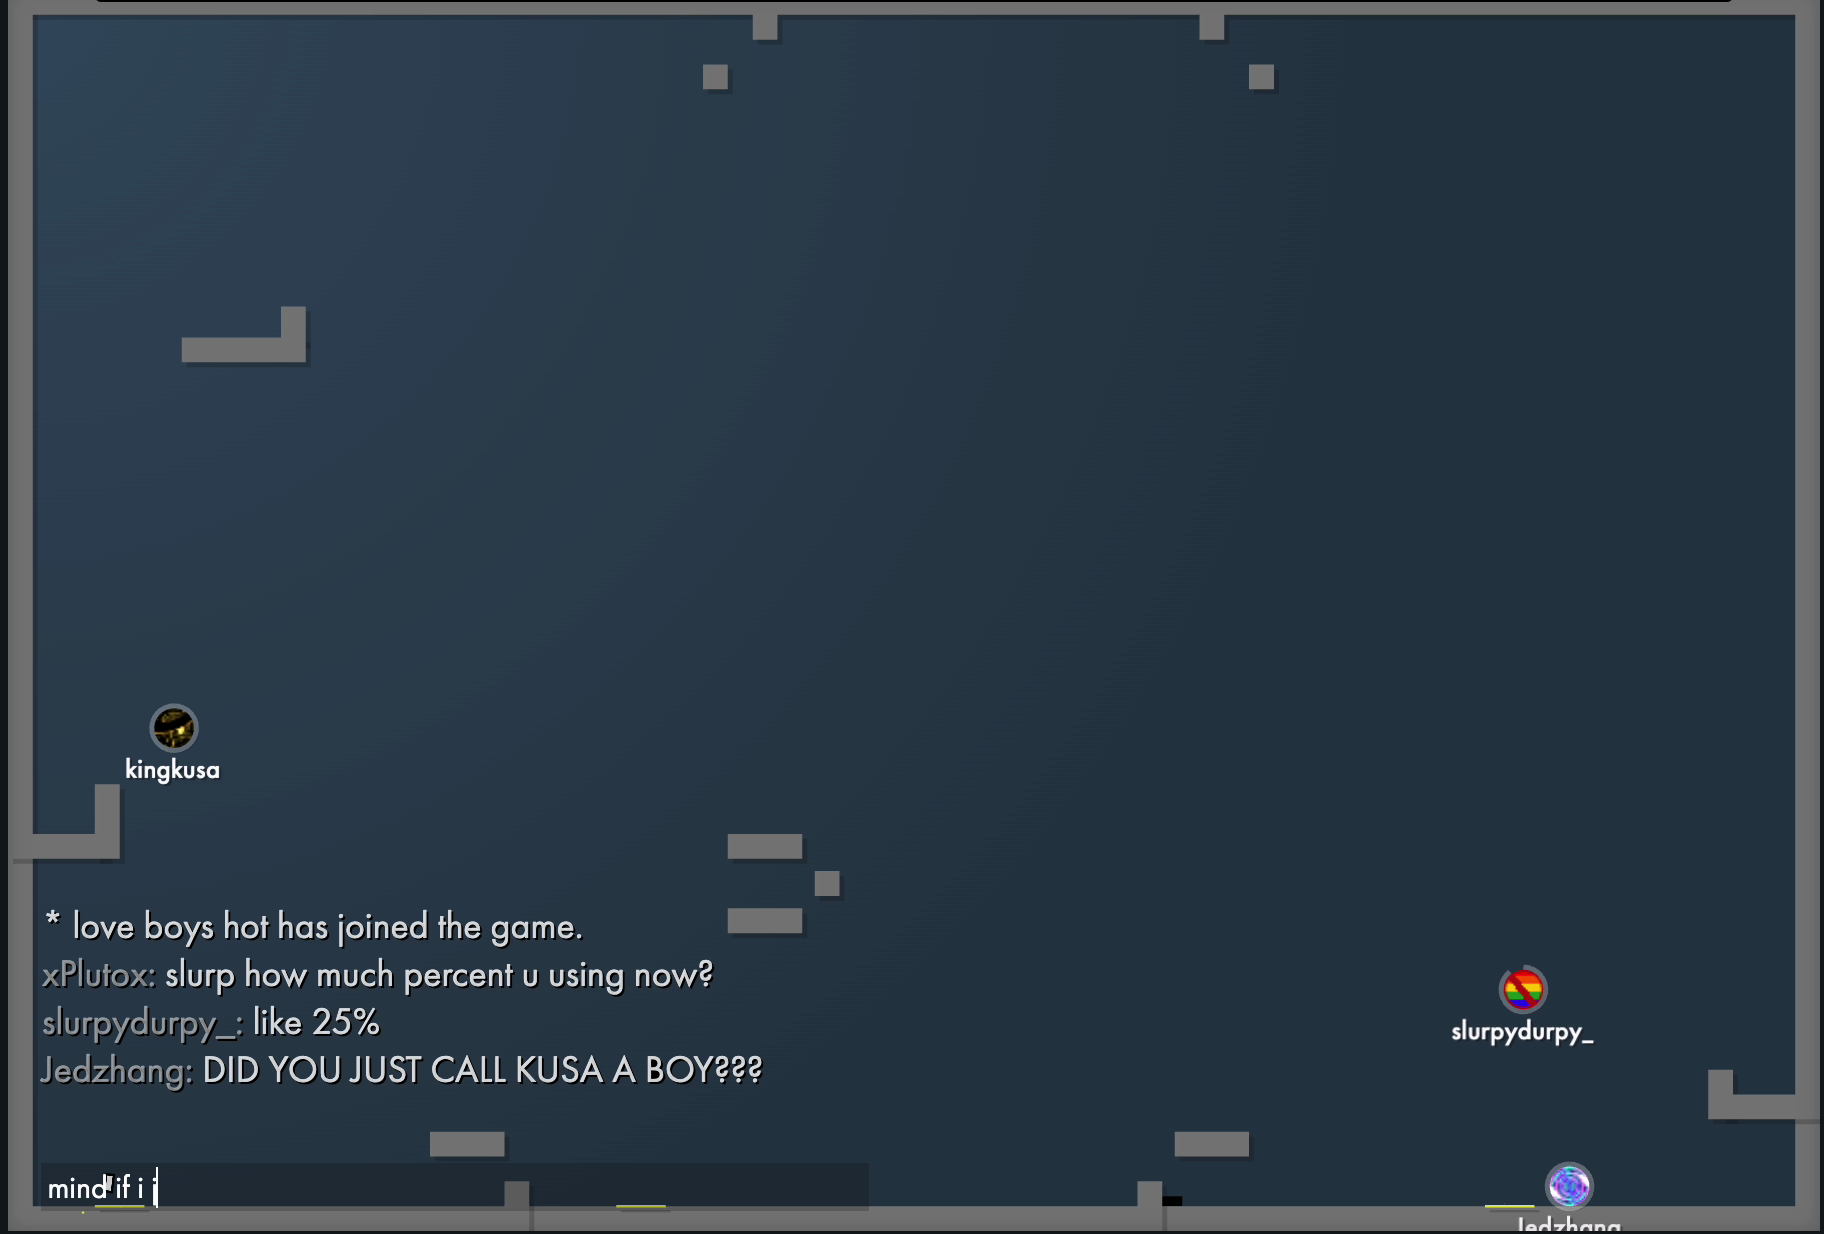 kingkusa
* love boys hot has joined the game.
xPlutox: slurp how much percent u using now?
slurpydurpy_: like 25%
slurpydurpy_
Jedzhang: DID YOU JUST CALL KUSA A BOY???
mind if i j
Jedzhang